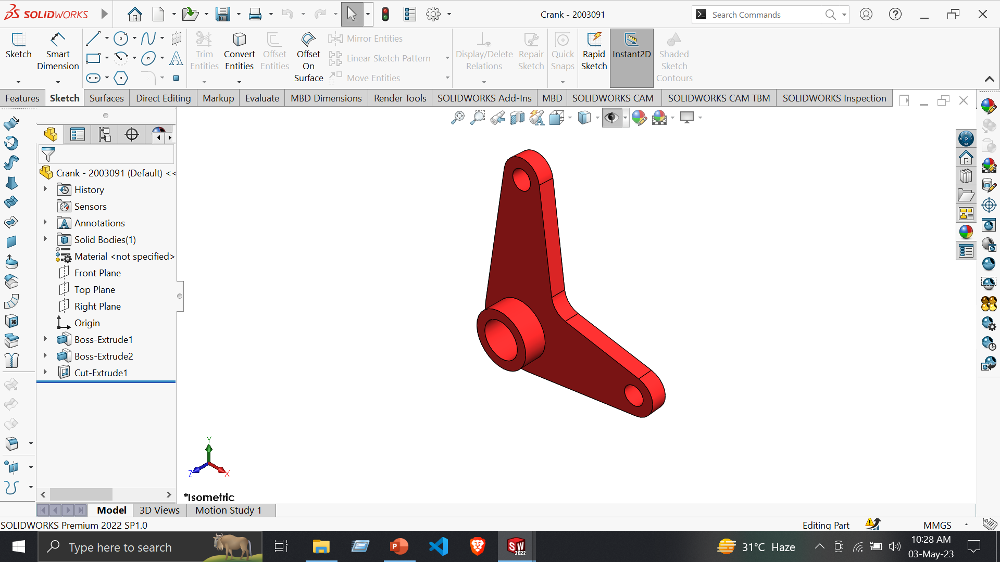 SOLIDWORKS
Crank - 2003091
Search Commands
Sketch
Smart Dimension
Trim Entities
Convert Entities
Offset Entities
Offset On Surface
Mirror Entities
Linear Sketch Pattern
Move Entities
Display/Delete Relations
Repair Sketch
Quick Snaps
Rapid Sketch
Instant2D
Shaded Sketch Contours
Features
Sketch
Surfaces
Direct Editing
Markup
Evaluate
MBD Dimensions
Render Tools
SOLIDWORKS Add-Ins
MBD
SOLIDWORKS CAM
SOLIDWORKS CAM TBM
SOLIDWORKS Inspection
Crank - 2003091 (Default) <<
History
Sensors
Annotations
Solid Bodies(1)
Material <not specified>
Front Plane
Top Plane
Right Plane
Origin
Boss-Extrude1
Boss-Extrude2
Cut-Extrude1
Y
Z
X
*Isometric
Model
3D Views
Motion Study 1
SOLIDWORKS Premium 2022 SP1.0
Editing Part
MMGS
Type here to search
P
SW
2022
31°C Haze
10:28 AM
03-May-23